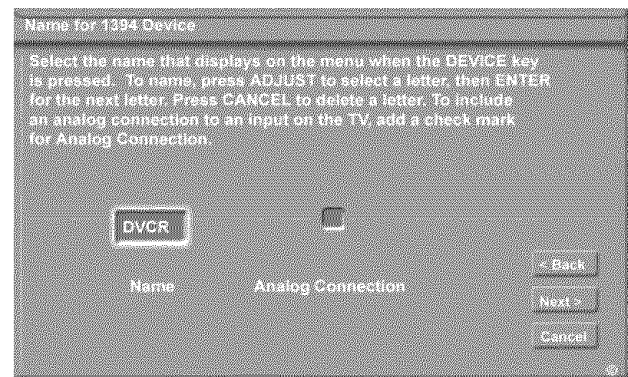 Name for 1394 Device
Select the name that displays on the menu when the DEVICE key
is pressed. To name, press ADJUST to select a letter, then ENTER
for the next letter. Press CANCEL to delete a letter. To include
an analog connection to an input on the TV, add a check mark
for Analog Connection.
DVCR
Name
Analog Connection
< Back
Next >
Cancel